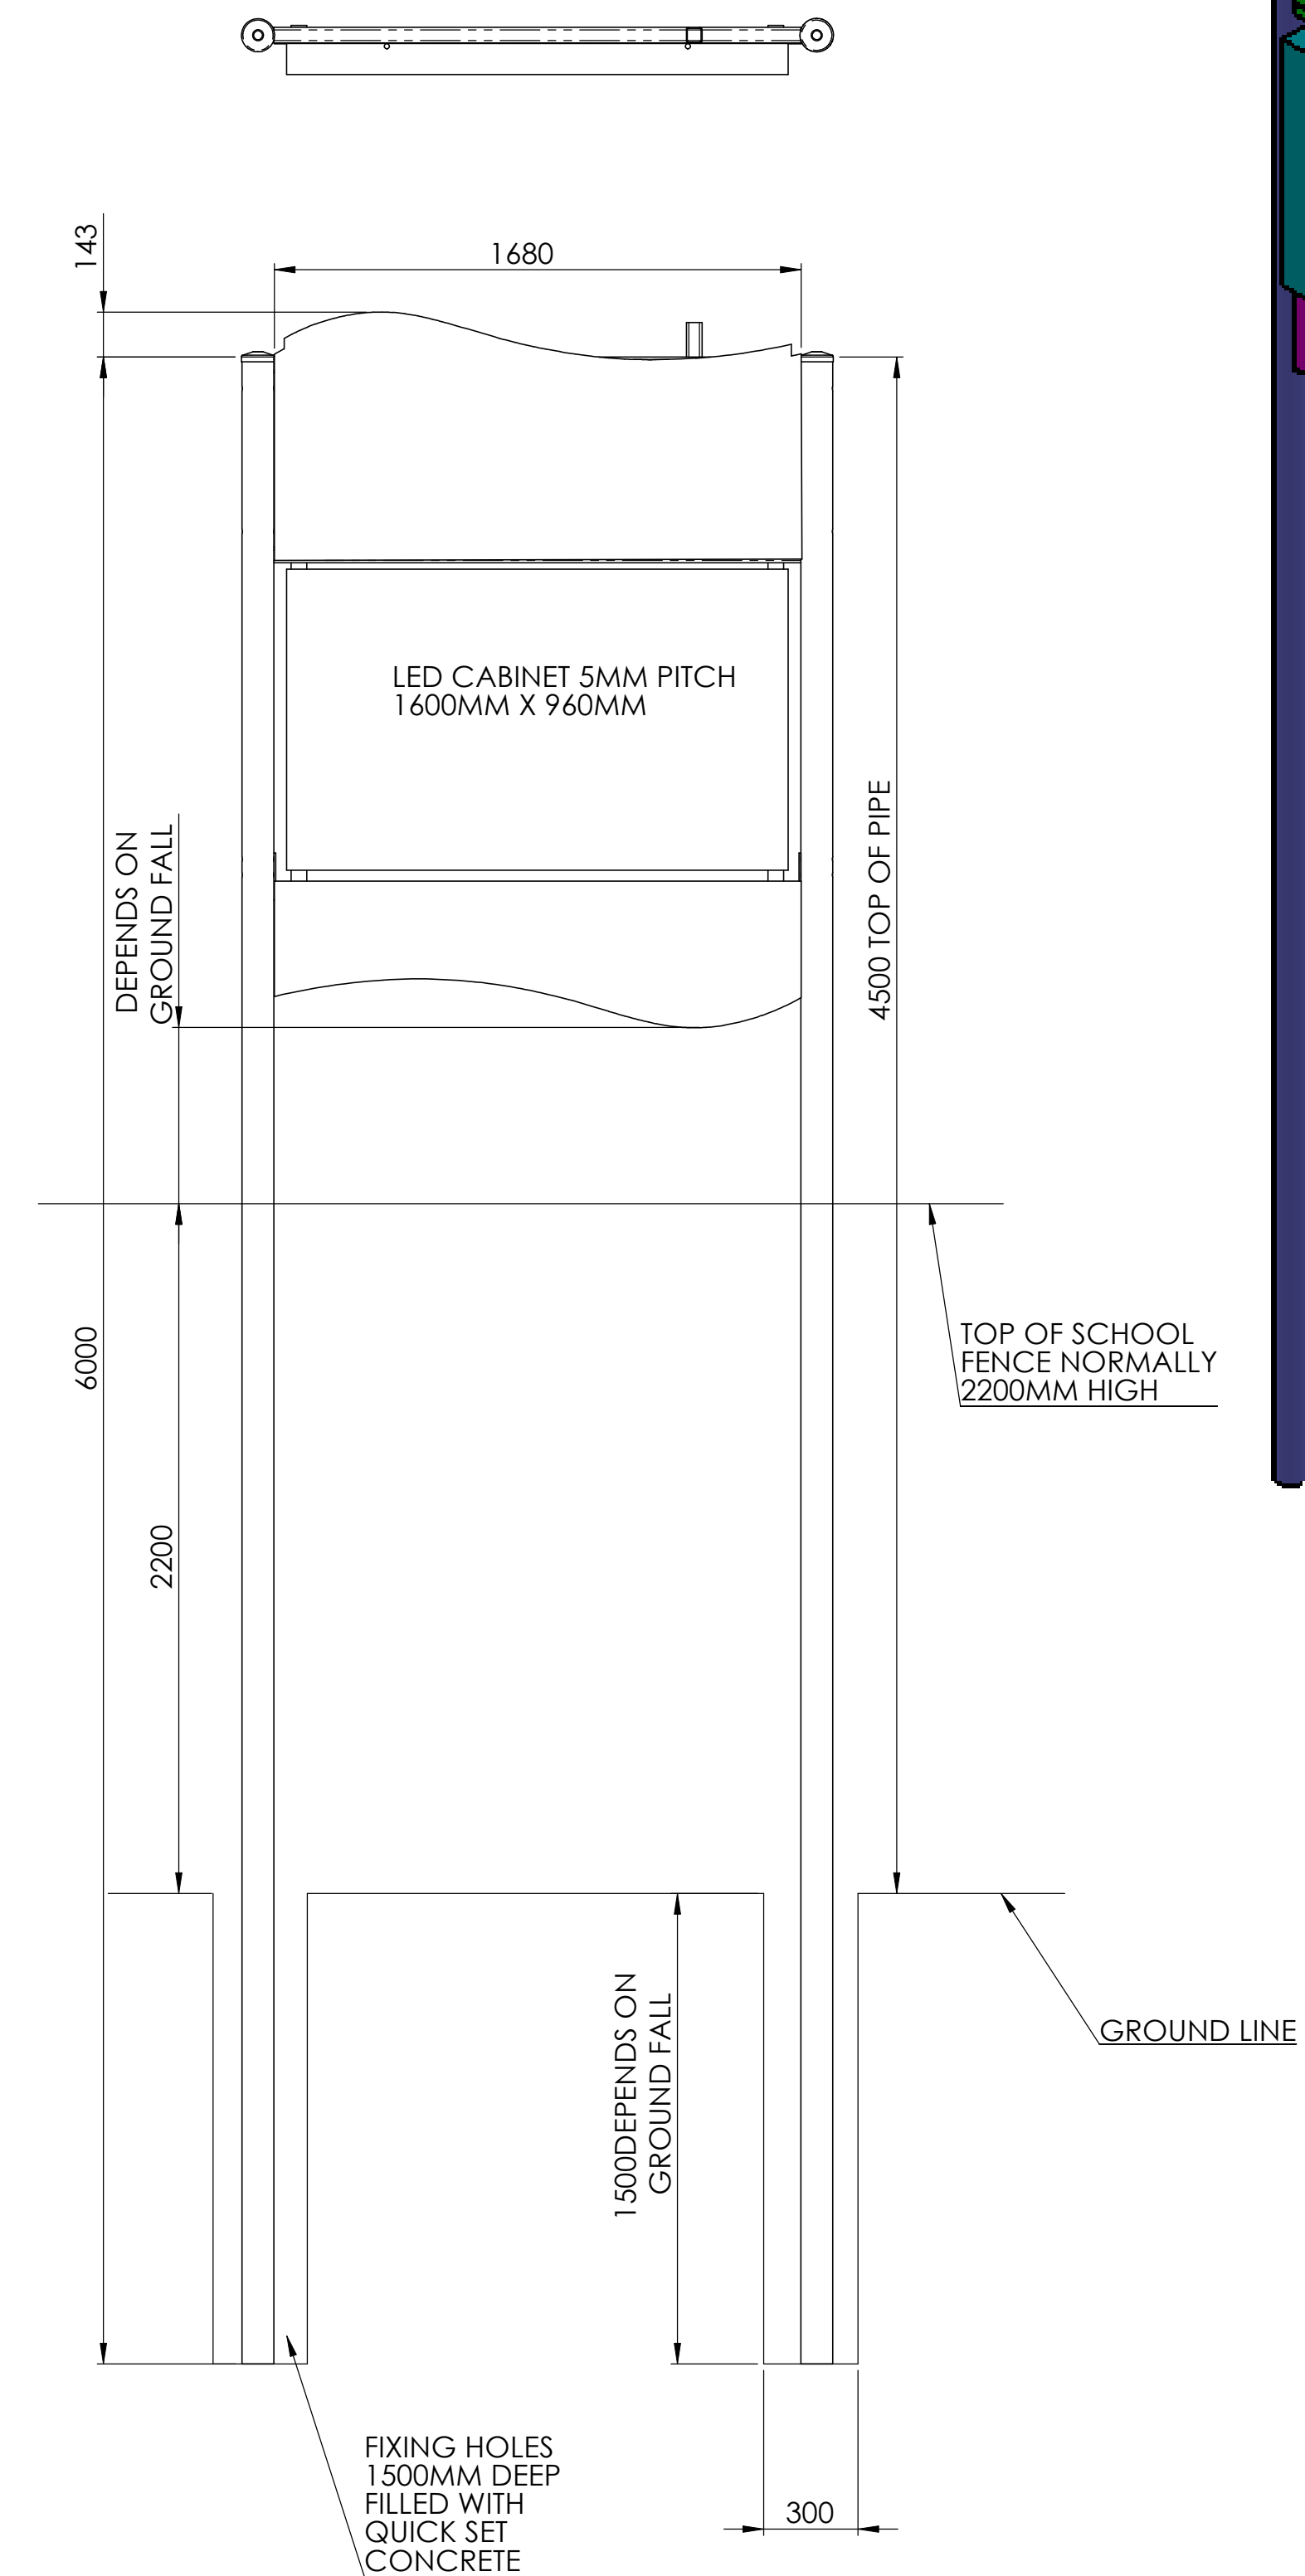 143
1680
LED CABINET 5MM PITCH
1600MM X 960MM
DEPENDS ON
GROUND FALL
4500 TOP OF PIPE
6000
TOP OF SCHOOL
FENCE NORMALLY
2200MM HIGH
2200
1500DEPENDS ON
GROUND FALL
GROUND LINE
FIXING HOLES
1500MM DEEP
FILLED WITH
QUICK SET
CONCRETE
300